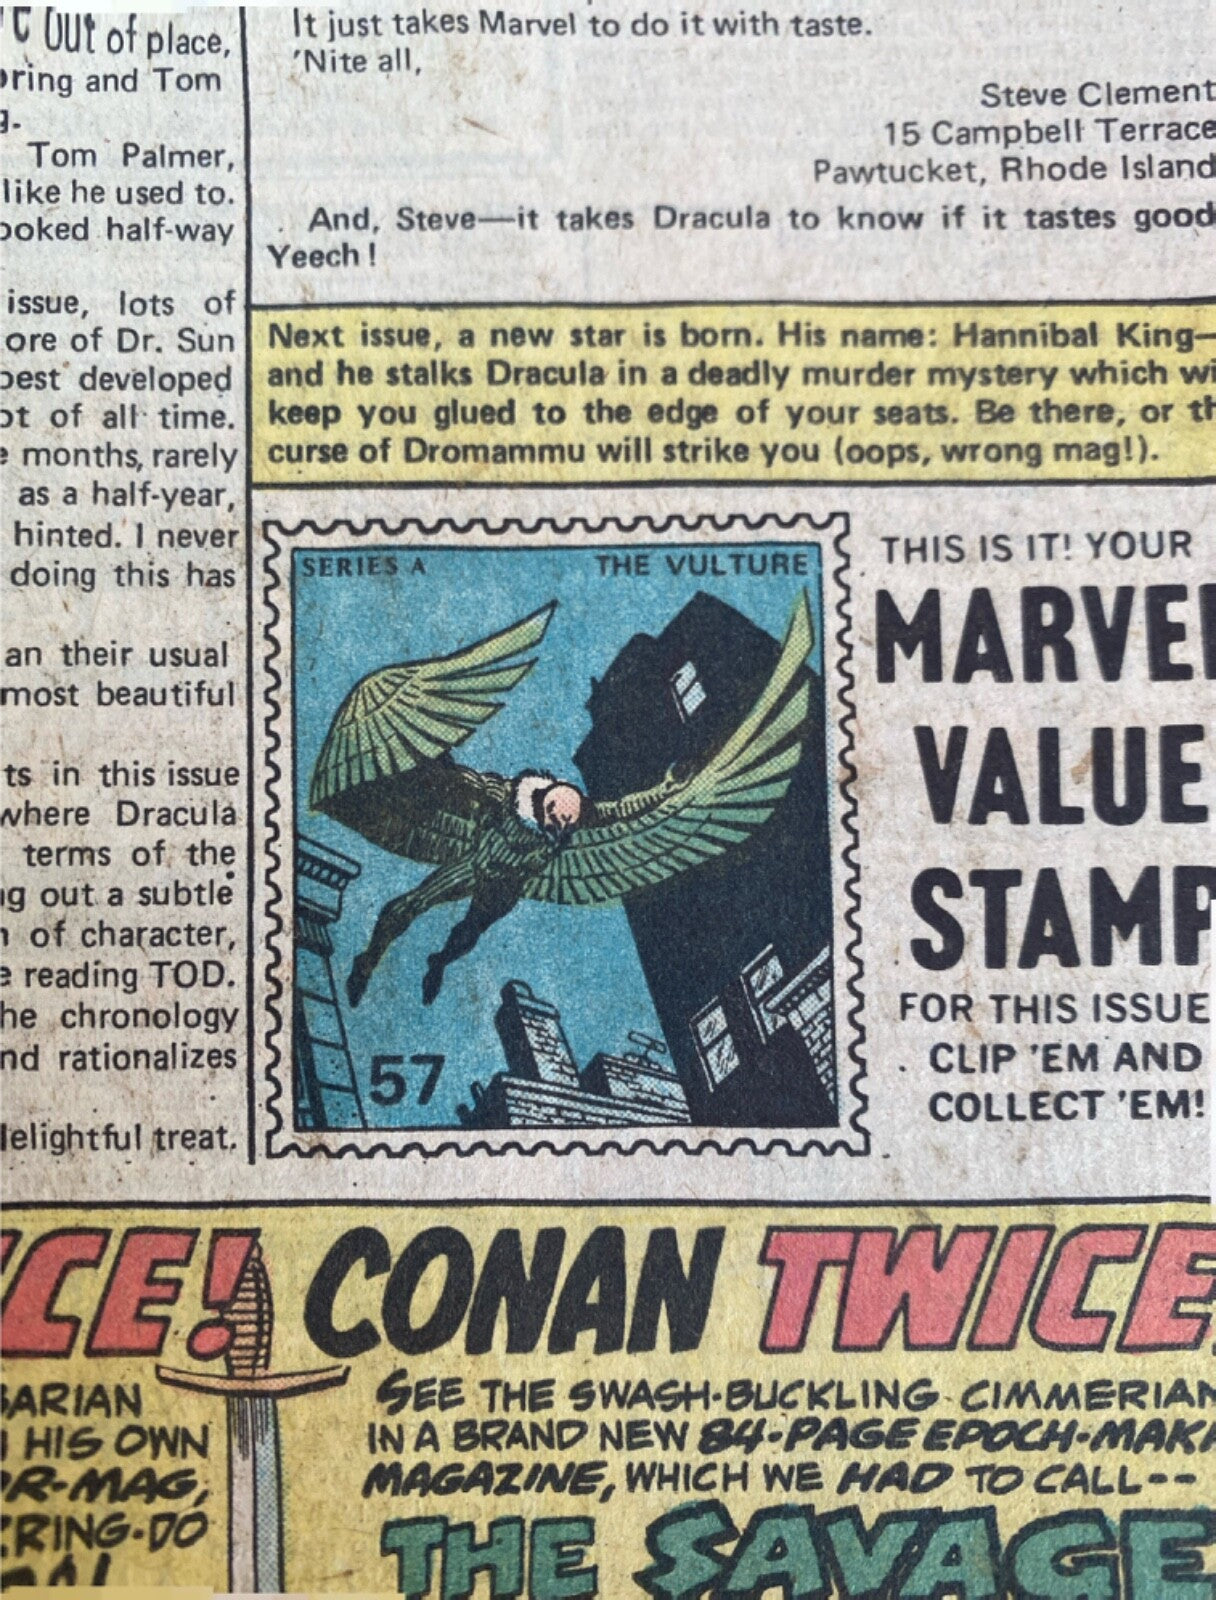 out of place,
and Tom
Tom Palmer,
like he used to.
half-way
issue, lots of
of Dr. Sun
developed
of all time.
months, rarely
as a half-year,
hinted. I never
doing this has
an their usual
most beautiful
in this issue
where Dracula
terms of the
out a subtle
of character,
reading TOD.
chronology
rationalizes
delightful treat.
It just takes Marvel to do it with taste.
'Nite all,
Steve Clement
15 Campbell Terrace
Pawtucket, Rhode Island
And, Steve—it takes Dracula to know if it tastes good
Yeech!
Next issue, a new star is born. His name: Hannibal King—
and he stalks Dracula in a deadly murder mystery which wi
keep you glued to the edge of your seats. Be there, or th
curse of Dromammu will strike you (oops, wrong mag!).
SERIES A THE VULTURE
57
THIS IS IT! YOUR
MARVEL
VALUE
STAMP
FOR THIS ISSUE
CLIP 'EM AND
COLLECT 'EM!
CE! CONAN TWICE
ARIAN
HIS OWN
R-MAG,
RING-DO
SEE THE SWASH-BUCKLING CIMMERIAN
IN A BRAND NEW 84-PAGE EPOCH-MAK
MAGAZINE, WHICH WE HAD TO CALL--
THE SAVAGE